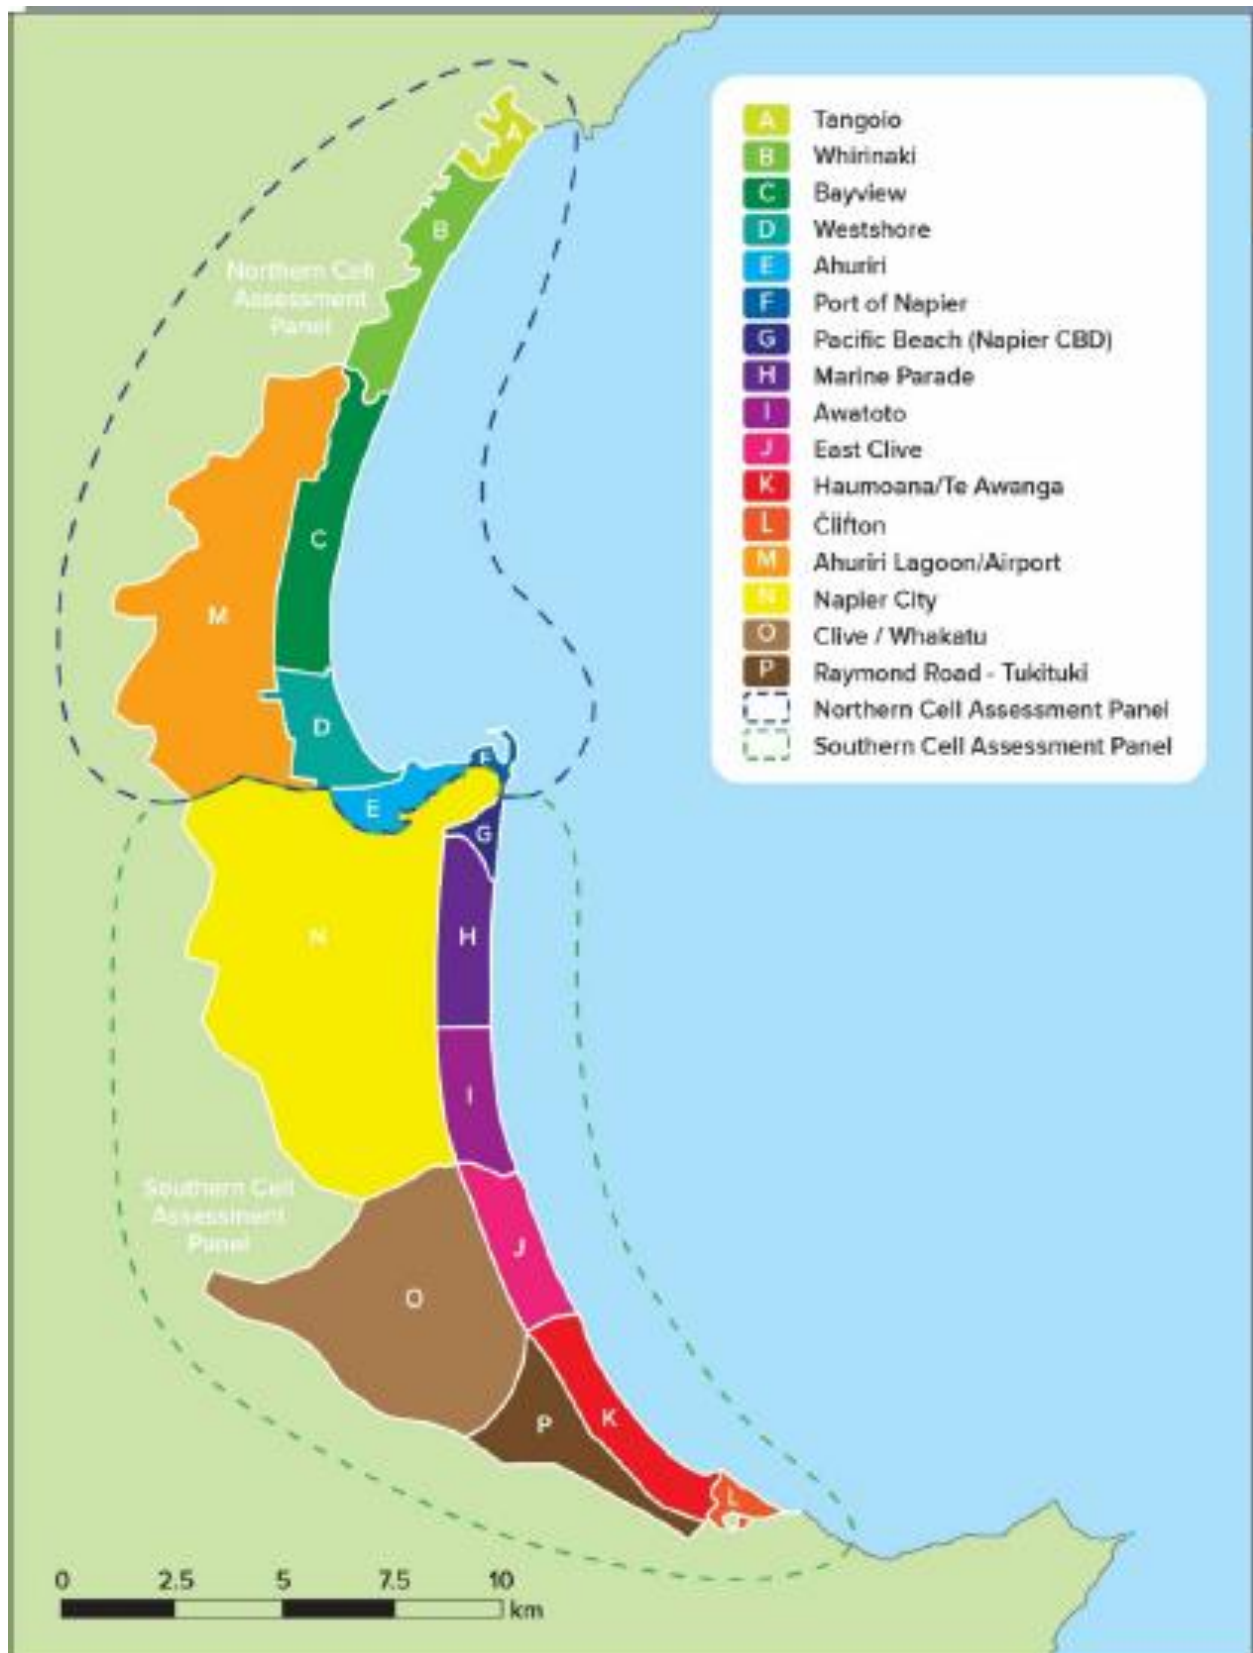 A Tangoio
B Whirinaki
C Bayview
D Westshore
E Ahuriri
F Port of Napier
G Pacific Beach (Napier CBD)
H Marine Parade
I Awatoto
J East Clive
K Haumoana/Te Awanga
L Clifton
M Ahuriri Lagoon/Airport
N Napier City
O Clive / Whakatu
P Raymond Road - Tukituki
Northern Cell Assessment Panel
Southern Cell Assessment Panel
A
B
Northern Cell
Assessment
Panel
C
M
D
F
E
G
N
H
I
Southern Cell
Assessment
Panel
J
O
K
P
L
0 2.5 5 7.5 10
km